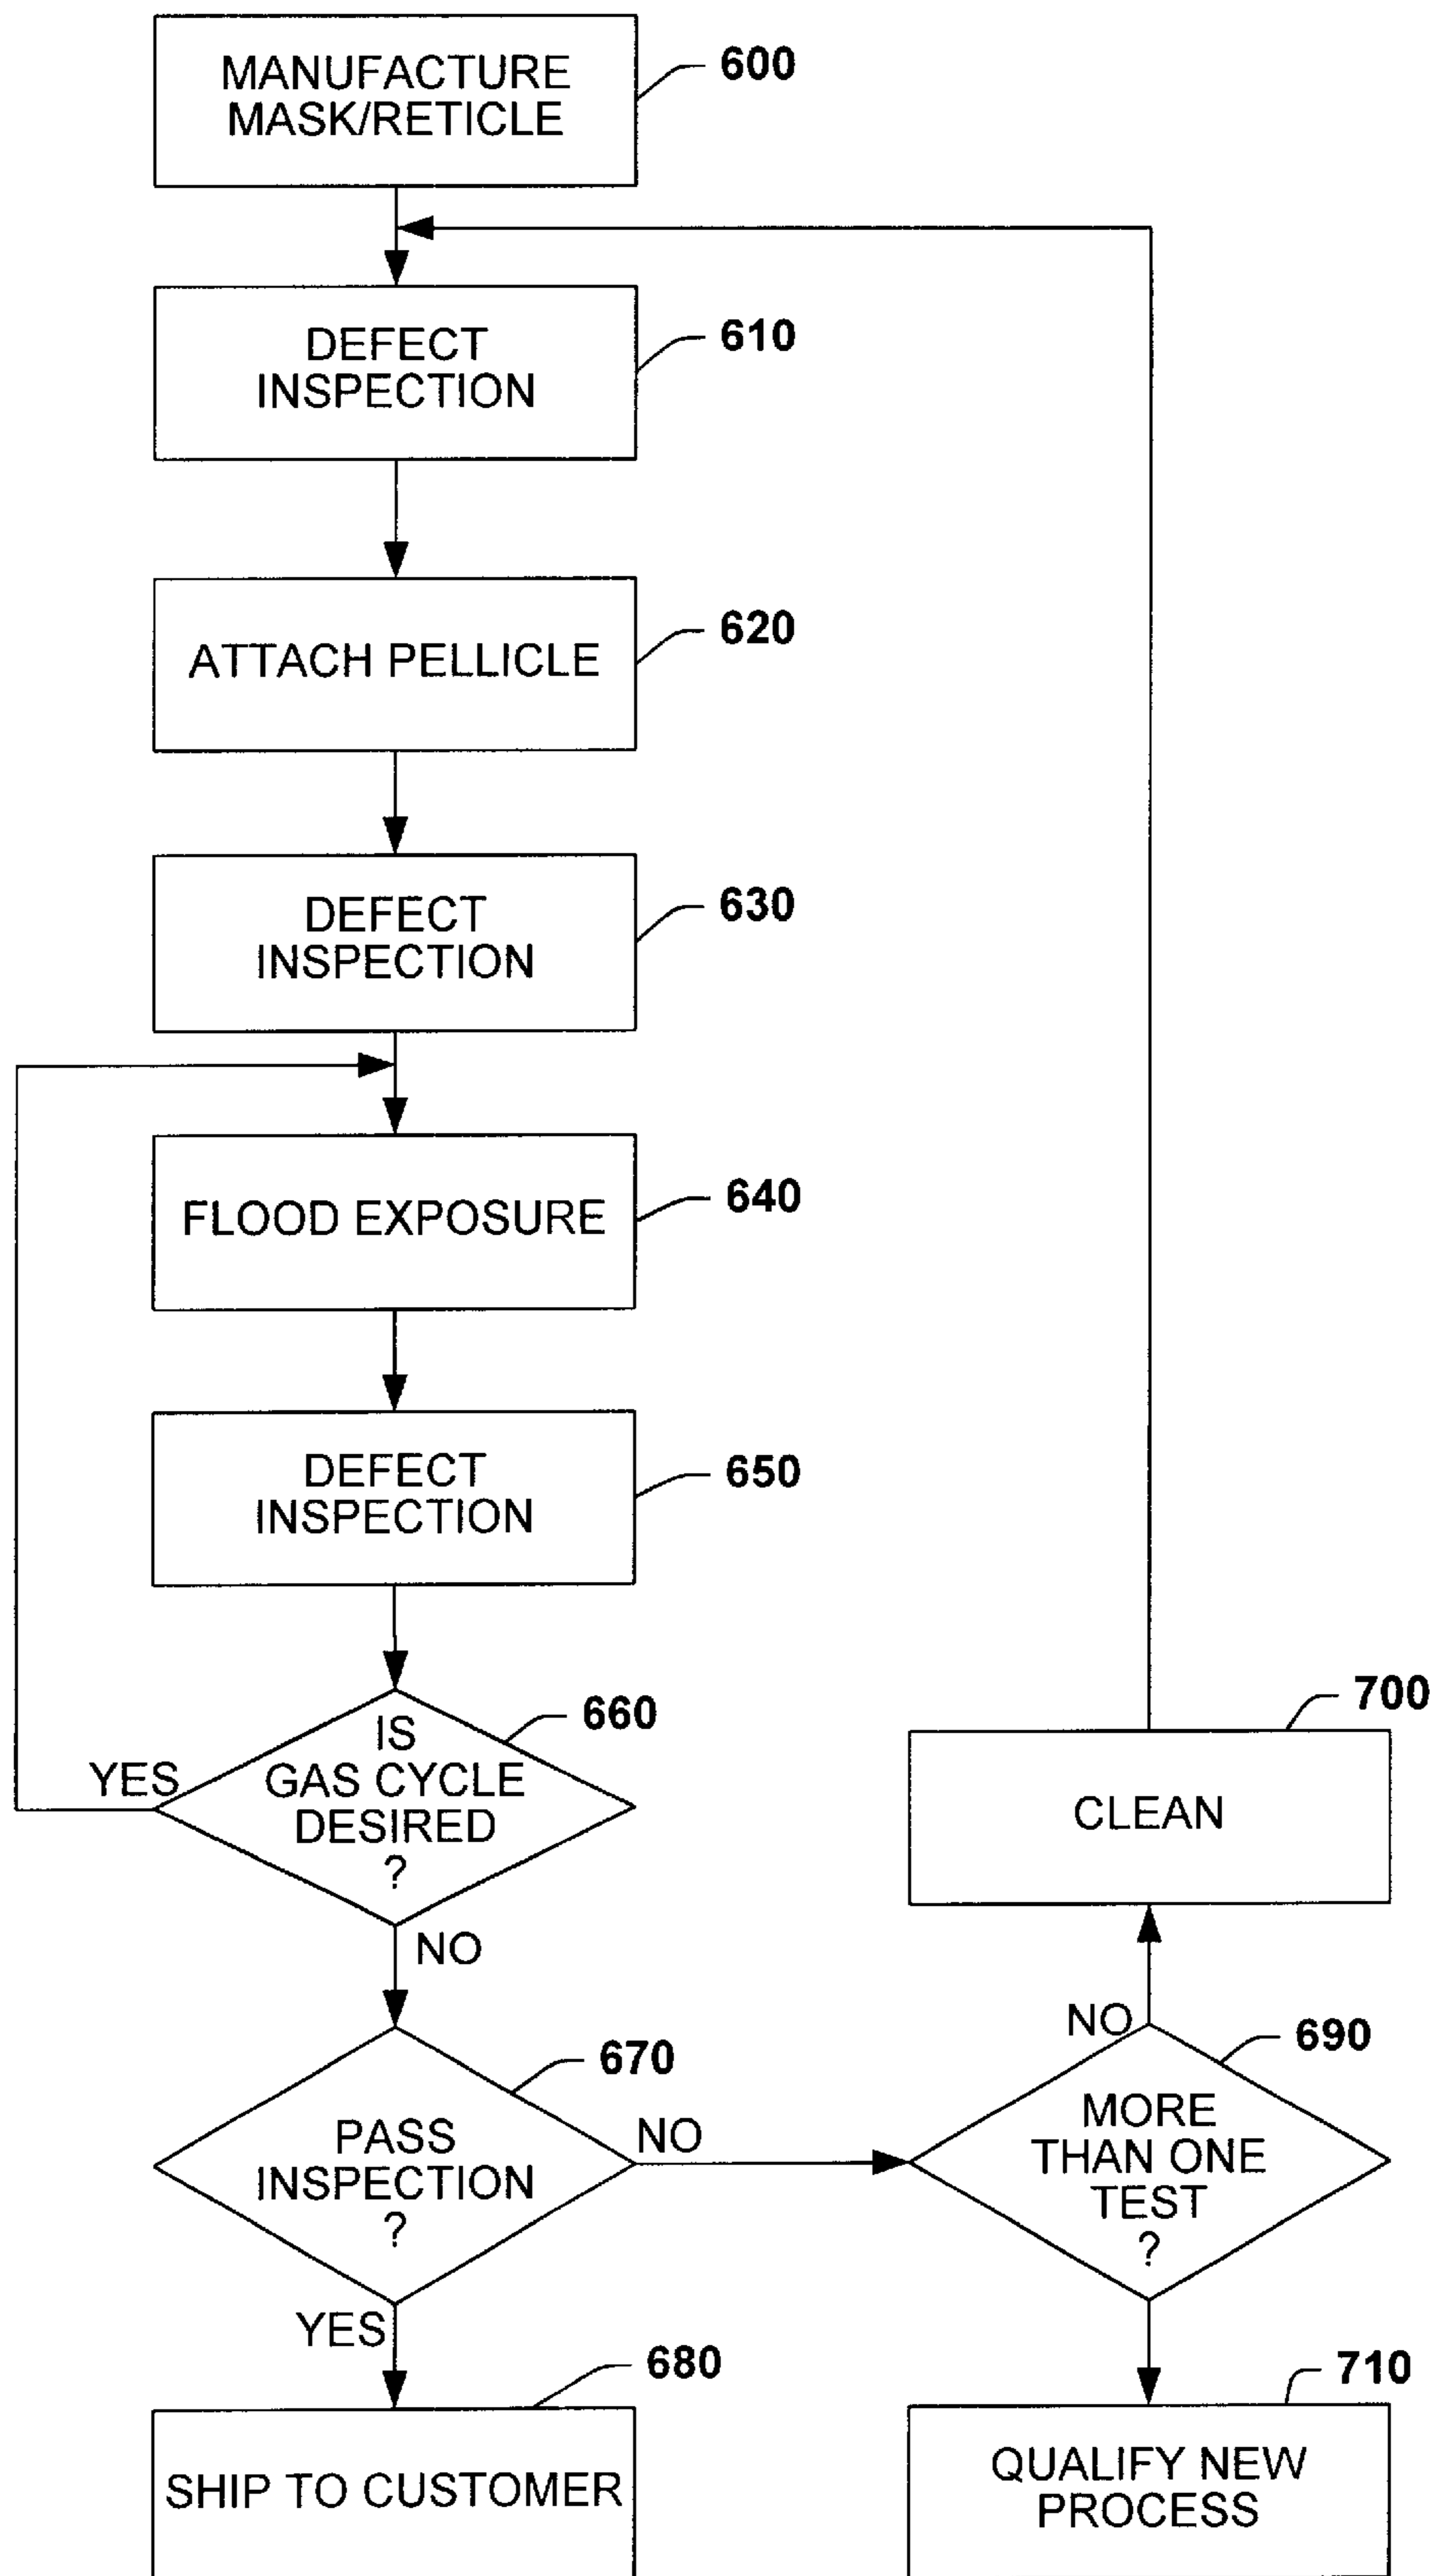 MANUFACTURE
MASK/RETICLE
600
DEFECT
INSPECTION
610
ATTACH PELLICLE
620
DEFECT
INSPECTION
630
FLOOD EXPOSURE
640
DEFECT
INSPECTION
650
IS
GAS CYCLE
DESIRED
?
660
YES
NO
PASS
INSPECTION
?
670
NO
YES
SHIP TO CUSTOMER
680
MORE
THAN ONE
TEST
?
690
NO
CLEAN
700
QUALIFY NEW
PROCESS
710